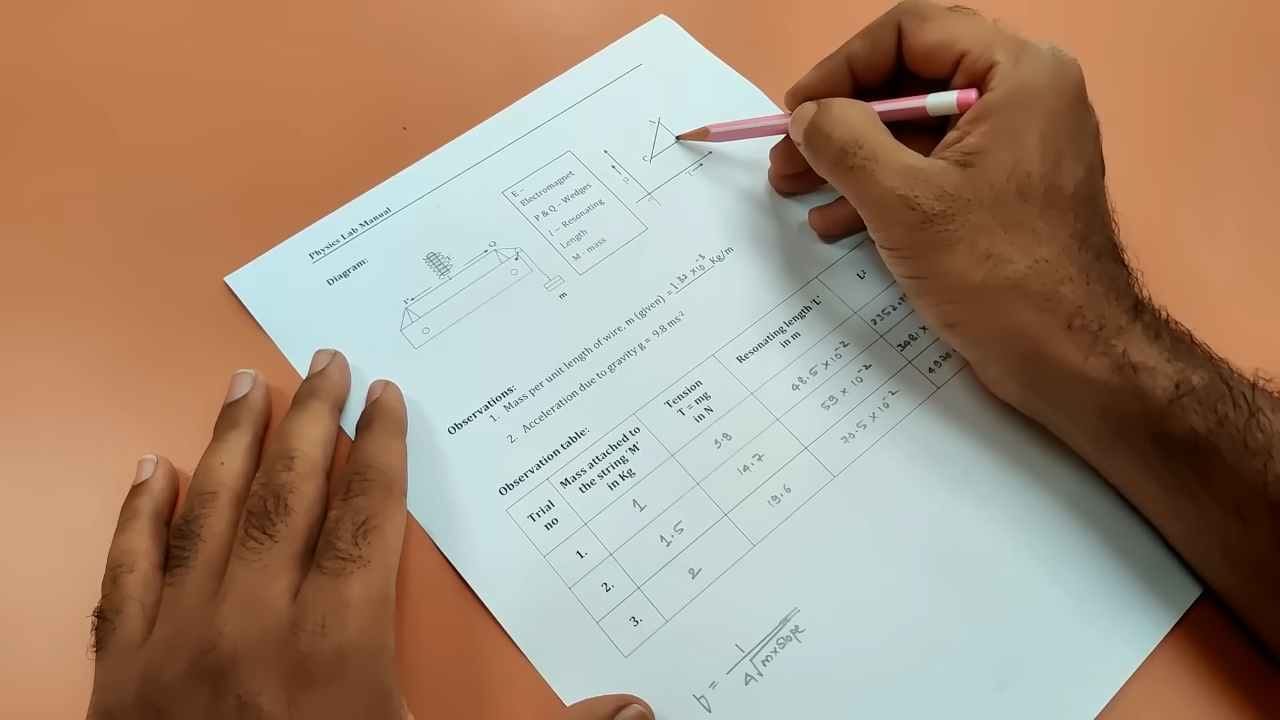 Physics Lab Manual
Diagram:
P
Q
m
E –
Electromagnet
P & Q – Wedges
l – Resonating
Length
M - mass
A
C
L²
T
Observations:
1. Mass per unit length of wire, m (given) = 1.32 ×10⁻³ Kg/m
2. Acceleration due to gravity g = 9.8 ms⁻²
Observation table:
Trial no | Mass attached to the string 'M' in Kg | Tension T = mg in N | Resonating length 'L' in m | L²
1. | 1 | 9.8 | 48.5 × 10⁻² | 2352.
2. | 1.5 | 14.7 | 59 × 10⁻² | 3481 ×
3. | 2 | 19.6 | 70.5 × 10⁻² | 4970.
= 1
4√m×slope